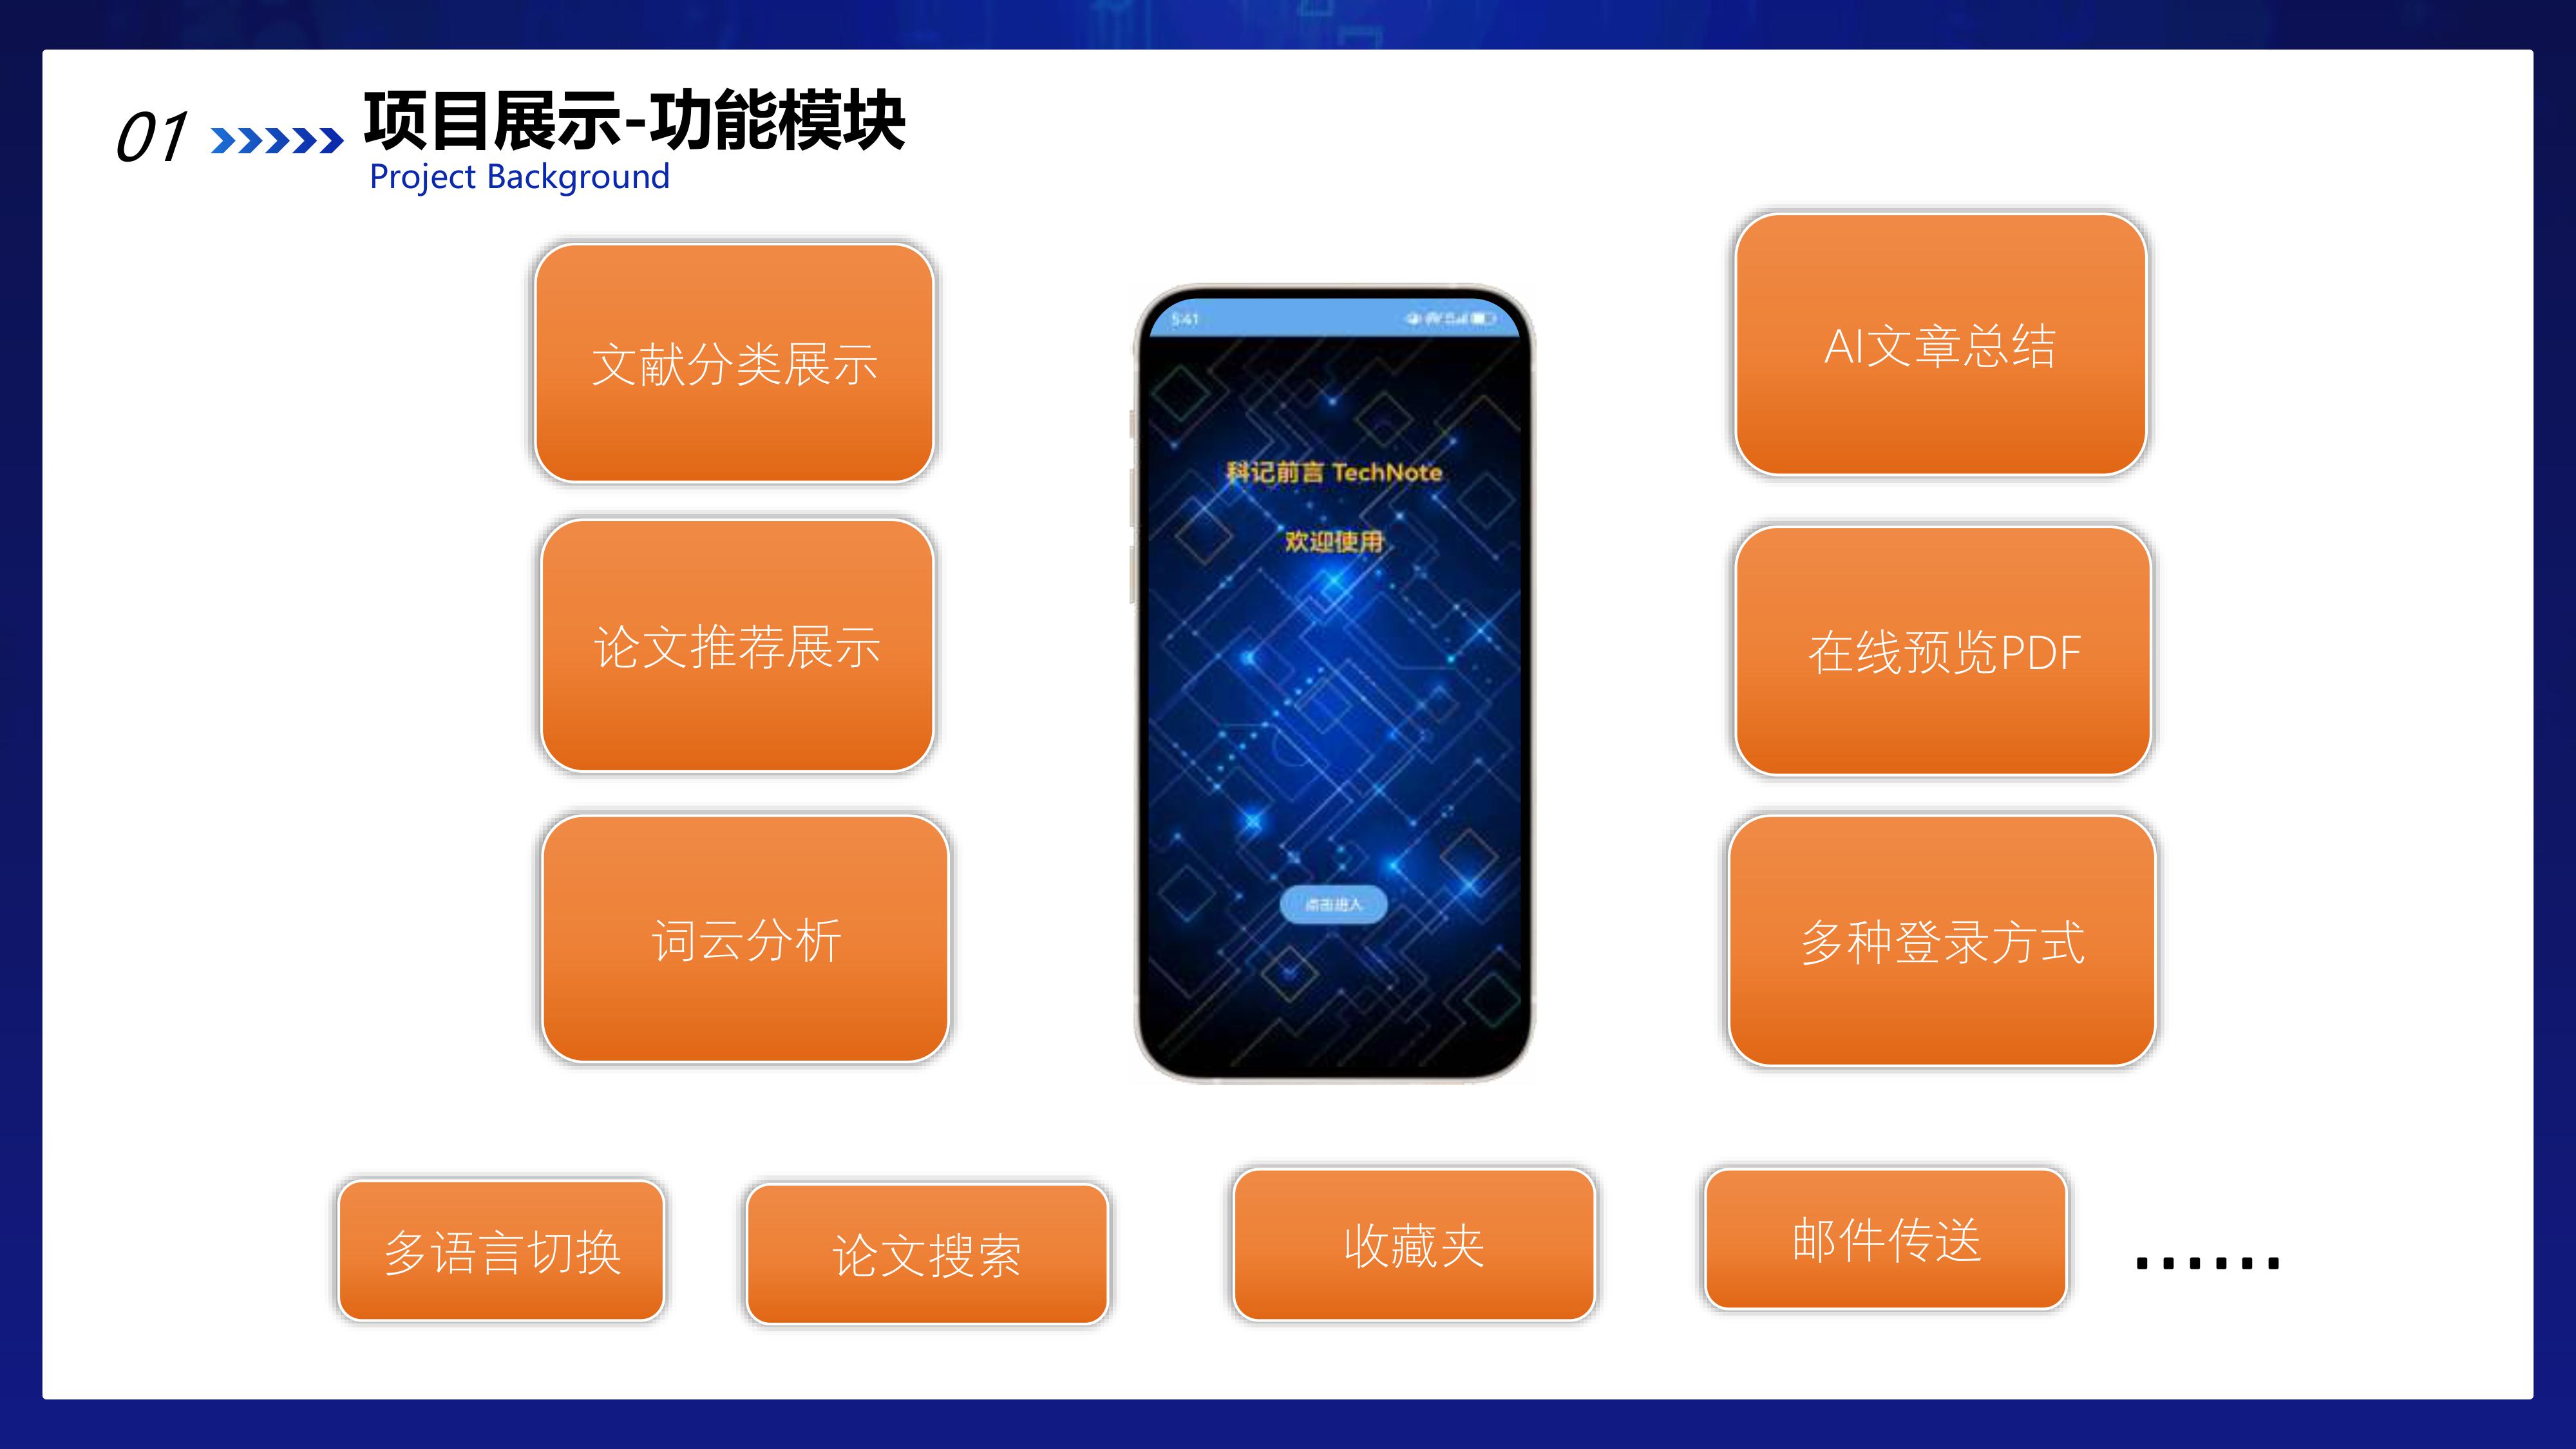 01
项目展示-功能模块
Project Background
文献分类展示
论文推荐展示
词云分析
5:41
科记前言 TechNote
欢迎使用
点击进入
AI文章总结
在线预览PDF
多种登录方式
多语言切换
论文搜索
收藏夹
邮件传送
......